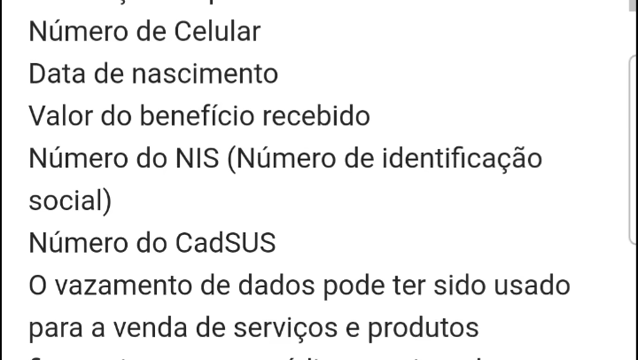 Número de Celular
Data de nascimento
Valor do benefício recebido
Número do NIS (Número de identificação
social)
Número do CadSUS
O vazamento de dados pode ter sido usado
para a venda de serviços e produtos